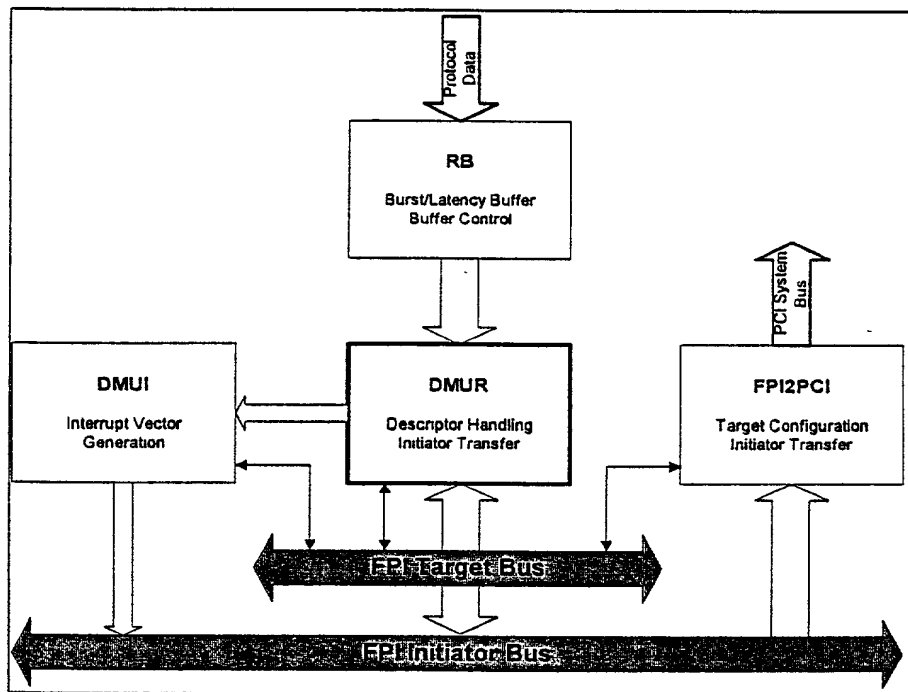 Protocol
Data
RB
Burst/Latency Buffer
Buffer Control
PCI System
Bus
DMUI
Interrupt Vector
Generation
DMUR
Descriptor Handling
Initiator Transfer
FPI2PCI
Target Configuration
Initiator Transfer
FPI Target Bus
FPI Initiator Bus